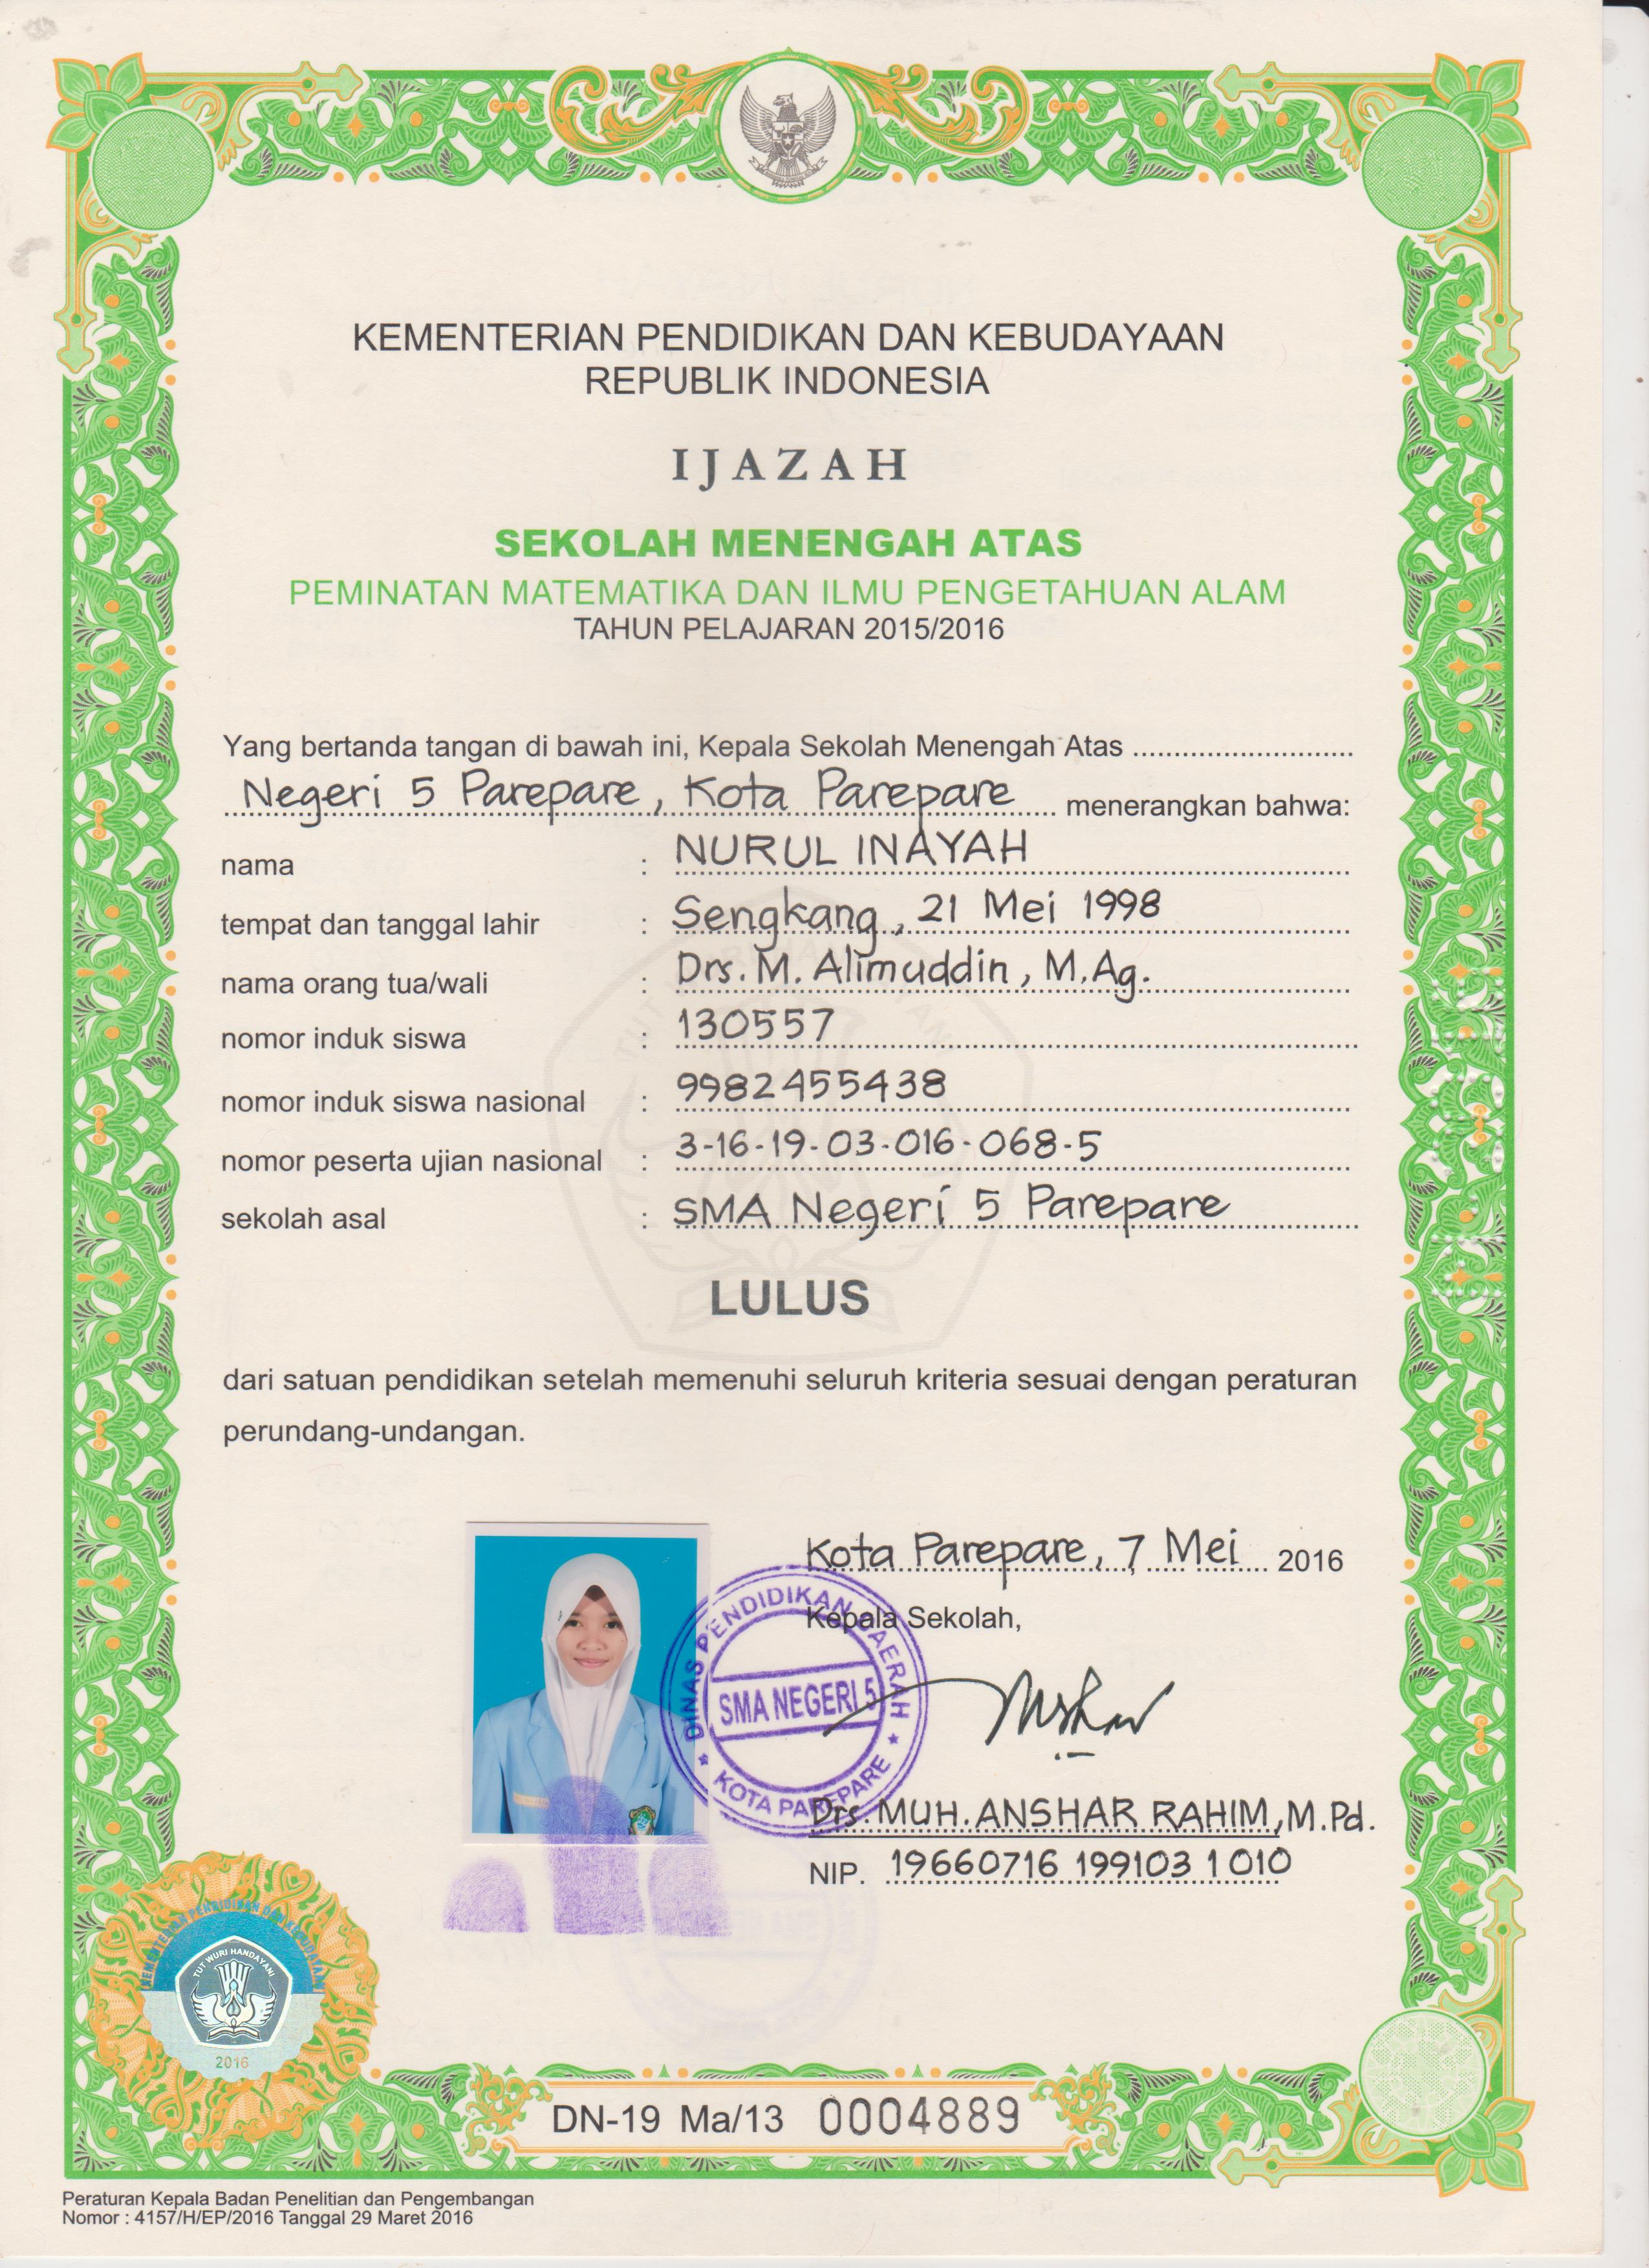 KEMENTERIAN PENDIDIKAN DAN KEBUDAYAAN
REPUBLIK INDONESIA
IJAZAH
SEKOLAH MENENGAH ATAS
PEMINATAN MATEMATIKA DAN ILMU PENGETAHUAN ALAM
TAHUN PELAJARAN 2015/2016
Yang bertanda tangan di bawah ini, Kepala Sekolah Menengah Atas
Negeri 5 Parepare, Kota Parepare menerangkan bahwa:
nama : NURUL INAYAH
tempat dan tanggal lahir : Sengkang, 21 Mei 1998
nama orang tua/wali : Drs. M. Alimuddin, M.Ag.
nomor induk siswa : 130557
nomor induk siswa nasional : 9982455438
nomor peserta ujian nasional : 3-16-19-03-016-068-5
sekolah asal : SMA Negeri 5 Parepare
LULUS
dari satuan pendidikan setelah memenuhi seluruh kriteria sesuai dengan peraturan
perundang-undangan.
Kota Parepare, 7 Mei 2016
Kepala Sekolah,
DINAS PENDIDIKAN DAERAH
SMA NEGERI 5
KOTA PAREPARE
Drs. MUH. ANSHAR RAHIM, M.Pd.
NIP. 19660716 199103 1 010
KEMENTERIAN PENDIDIKAN DAN KEBUDAYAAN
TUT WURI HANDAYANI
2016
DN-19 Ma/13 0004889
Peraturan Kepala Badan Penelitian dan Pengembangan
Nomor : 4157/H/EP/2016 Tanggal 29 Maret 2016